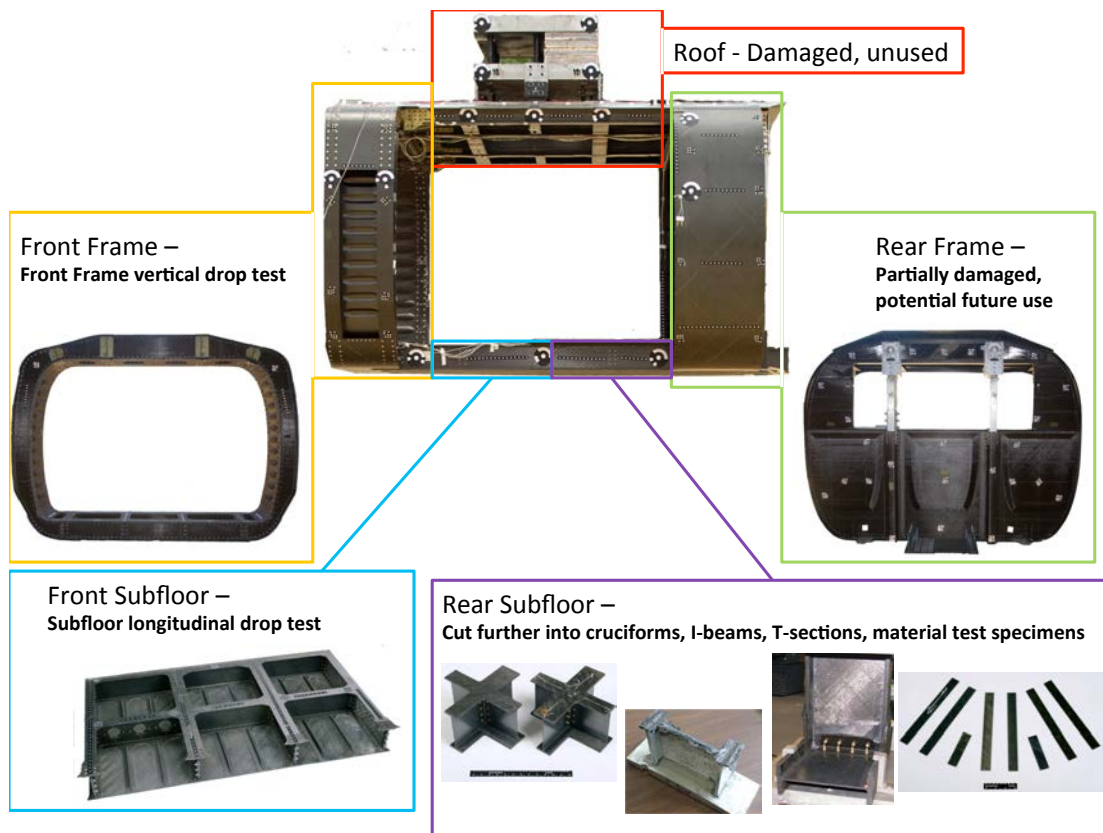 Roof - Damaged, unused
Front Frame –
Front Frame vertical drop test
Rear Frame –
Partially damaged,
potential future use
Front Subfloor –
Subfloor longitudinal drop test
Rear Subfloor –
Cut further into cruciforms, I-beams, T-sections, material test specimens